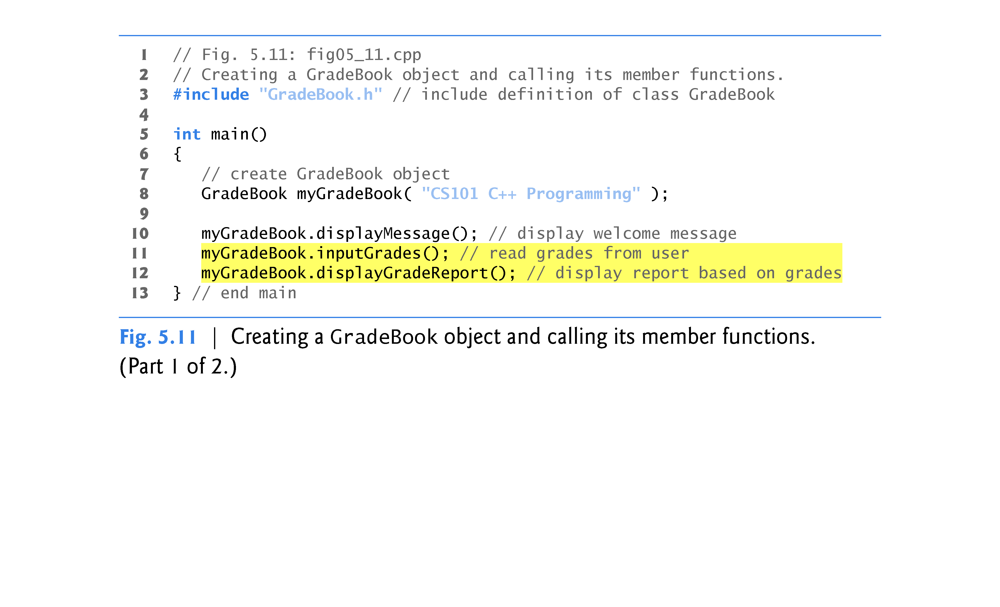 1 // Fig. 5.11: fig05_11.cpp
2 // Creating a GradeBook object and calling its member functions.
3 #include "GradeBook.h" // include definition of class GradeBook
4
5 int main()
6 {
7    // create GradeBook object
8    GradeBook myGradeBook( "CS101 C++ Programming" );
9
10    myGradeBook.displayMessage(); // display welcome message
11    myGradeBook.inputGrades(); // read grades from user
12    myGradeBook.displayGradeReport(); // display report based on grades
13 } // end main
Fig. 5.11 | Creating a GradeBook object and calling its member functions.
(Part 1 of 2.)